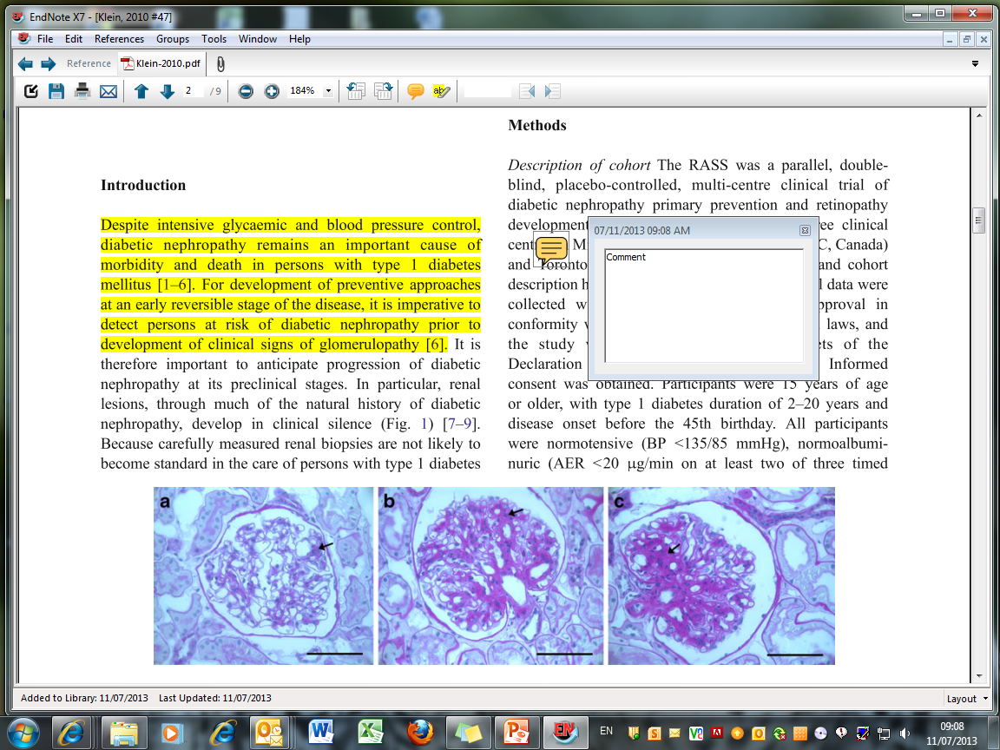 EndNote X7 - [Klein, 2010 #47]
File Edit References Groups Tools Window Help
Reference Klein-2010.pdf
2 / 9 184%
Introduction
Despite intensive glycaemic and blood pressure control,
diabetic nephropathy remains an important cause of
morbidity and death in persons with type 1 diabetes
mellitus [1–6]. For development of preventive approaches
at an early reversible stage of the disease, it is imperative to
detect persons at risk of diabetic nephropathy prior to
development of clinical signs of glomerulopathy [6]. It is
therefore important to anticipate progression of diabetic
nephropathy at its preclinical stages. In particular, renal
lesions, through much of the natural history of diabetic
nephropathy, develop in clinical silence (Fig. 1) [7–9].
Because carefully measured renal biopsies are not likely to
become standard in the care of persons with type 1 diabetes
Methods
Description of cohort The RASS was a parallel, double-
blind, placebo-controlled, multi-centre clinical trial of
diabetic nephropathy primary prevention and retinopathy
development clinical
C, Canada)
and Toronto and cohort
description data were
collected in
conformity laws, and
the study of the
Declaration Informed
consent was obtained. Participants were 15 years of age
or older, with type 1 diabetes duration of 2–20 years and
disease onset before the 45th birthday. All participants
were normotensive (BP <135/85 mmHg), normoalbumi-
nuric (AER <20 μg/min on at least two of three timed
07/11/2013 09:08 AM
Comment
a b c
Added to Library: 11/07/2013 Last Updated: 11/07/2013 Layout
EN 09:08
11/07/2013